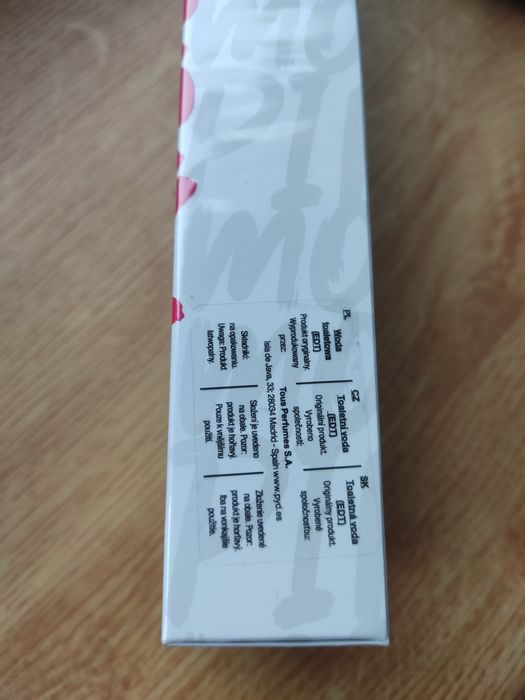 PL
Woda
toaletowa
(EDT)
Produkt oryginalny.
Wyprodukowany
przez:
CZ
Toaletní voda
(EDT)
Originální produkt.
Vyrobeno
společností:
SK
Toaletná voda
(EDT)
Originálny produkt.
Vyrobené
spoločnosťou:
Tous Perfumes S.A.
Isla de Java, 33; 28034 Madrid - Spain www.pyd.es
Składniki:
na opakowaniu.
Uwaga: Produkt
łatwopalny.
Složení je uvedeno
na obale. Pozor:
produkt je hořlavý.
Pouze k vnějšímu
použití.
Zloženie uvedené
na obale. Pozor:
produkt je horľavý.
Iba na vonkajšie
použitie.